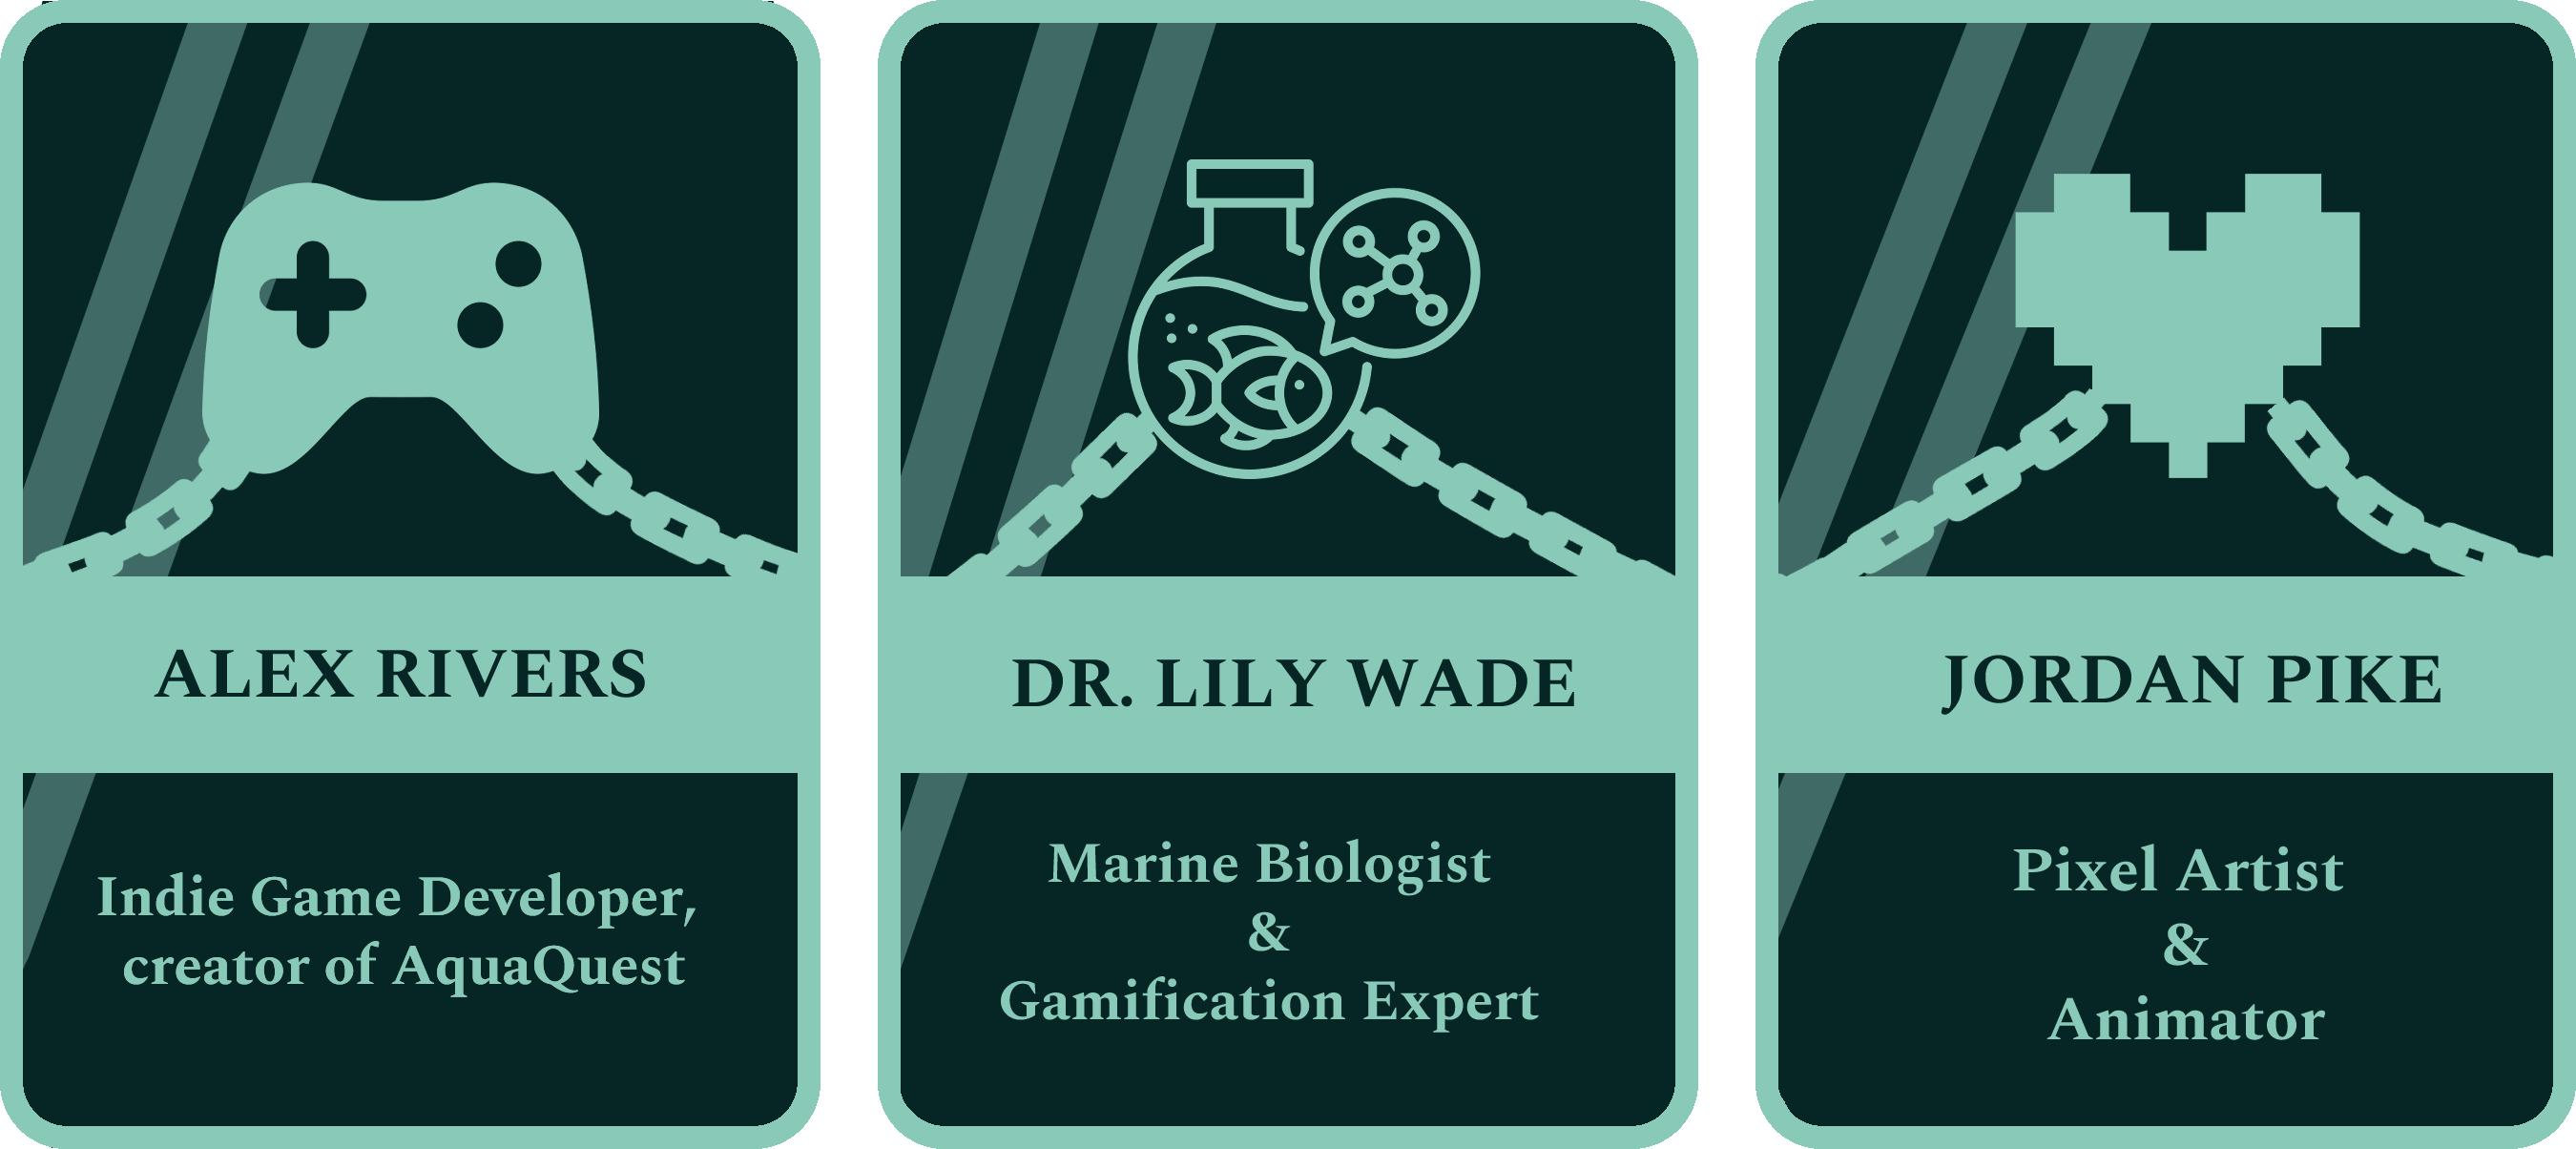 ALEX RIVERS
Indie Game Developer,
creator of AquaQuest
DR. LILY WADE
Marine Biologist
&
Gamification Expert
JORDAN PIKE
Pixel Artist
&
Animator